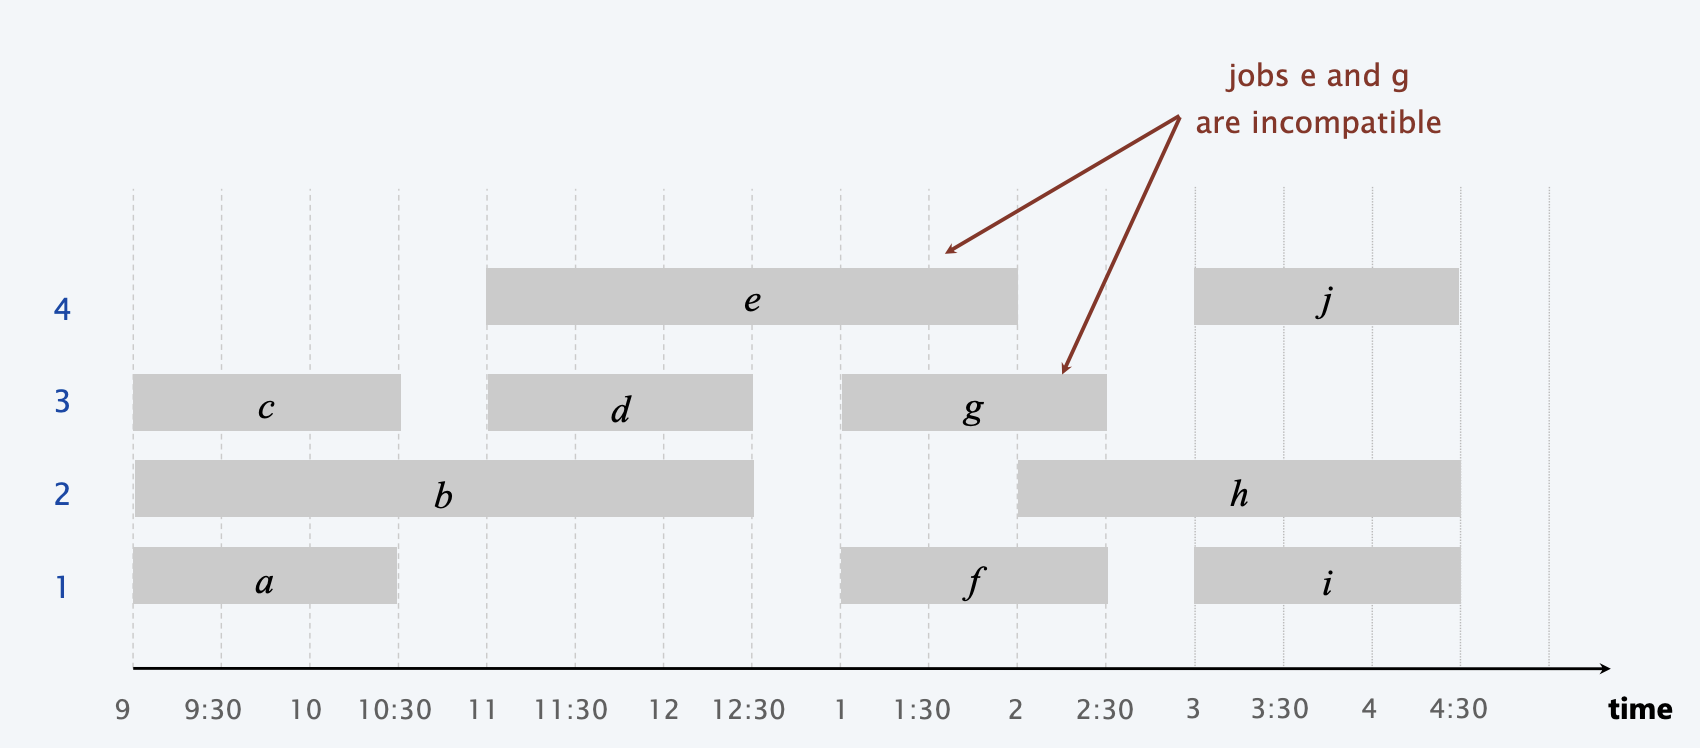 jobs e and g
are incompatible
4 e j
3 c d g
2 b h
1 a f i
9 9:30 10 10:30 11 11:30 12 12:30 1 1:30 2 2:30 3 3:30 4 4:30 time